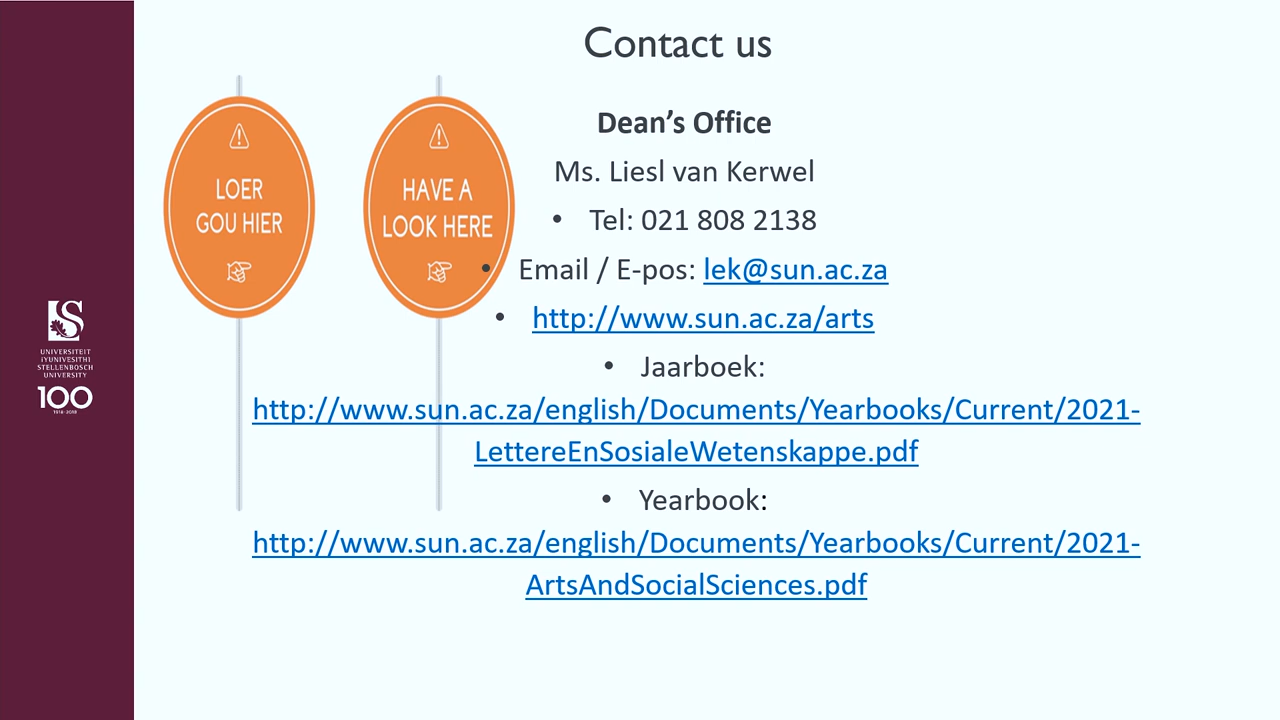 Contact us
LOER
GOU HIER
HAVE A
LOOK HERE
Dean’s Office
Ms. Liesl van Kerwel
• Tel: 021 808 2138
• Email / E-pos: lek@sun.ac.za
• http://www.sun.ac.za/arts
• Jaarboek:
http://www.sun.ac.za/english/Documents/Yearbooks/Current/2021-
LettereEnSosialeWetenskappe.pdf
• Yearbook:
http://www.sun.ac.za/english/Documents/Yearbooks/Current/2021-
ArtsAndSocialSciences.pdf
UNIVERSITEIT
iYUNIVESITHI
STELLENBOSCH
UNIVERSITY
100
1918-2018